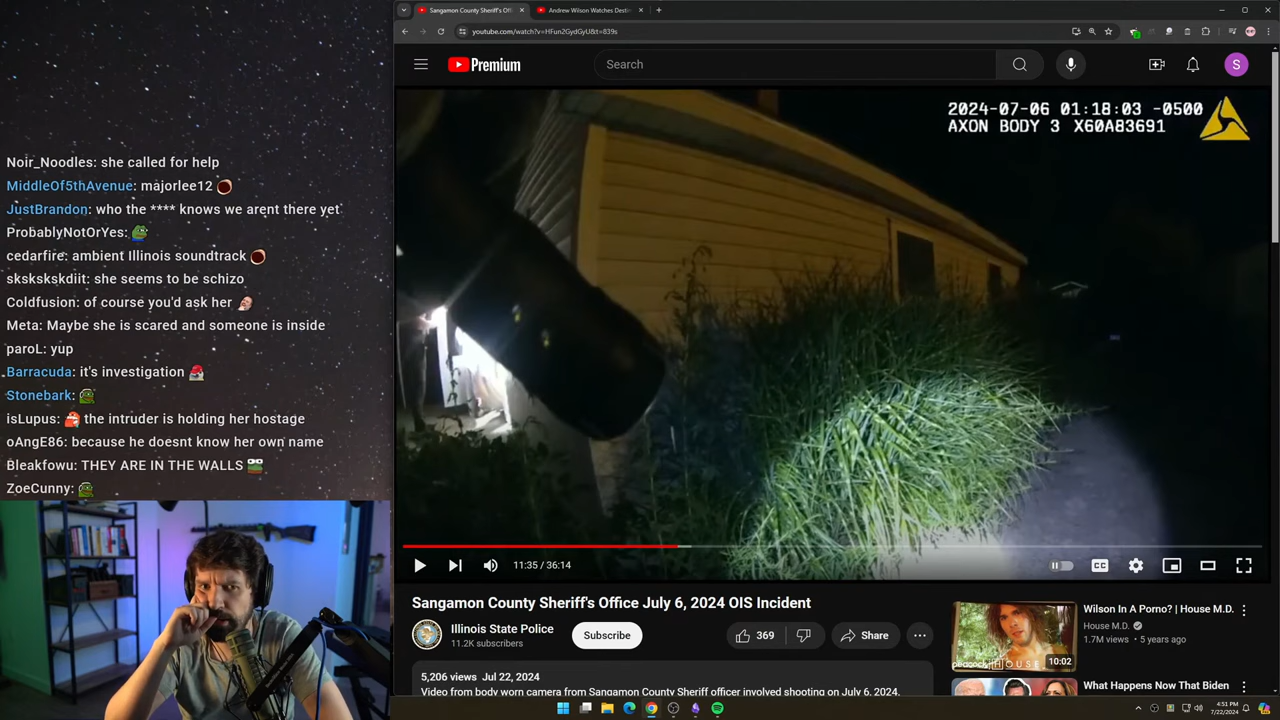 Sangamon County Sheriff's Off
Andrew Wilson Watches Desti
youtube.com/watch?v=HFun2GydGyU&t=839s
Premium
Search
S
2024-07-06 01:18:03 -0500
AXON BODY 3 X60A83691
Noir_Noodles: she called for help
MiddleOf5thAvenue: majorlee12
JustBrandon: who the **** knows we arent there yet
ProbablyNotOrYes:
cedarfire: ambient Illinois soundtrack
skskskskdiit: she seems to be schizo
Coldfusion: of course you'd ask her
Meta: Maybe she is scared and someone is inside
paroL: yup
Barracuda: it's investigation
Stonebark:
isLupus: the intruder is holding her hostage
oAngE86: because he doesnt know her own name
Bleakfowu: THEY ARE IN THE WALLS
ZoeCunny:
11:35 / 36:14
Sangamon County Sheriff's Office July 6, 2024 OIS Incident
Illinois State Police
11.2K subscribers
Subscribe
369
Share
5,206 views Jul 22, 2024
Video from body worn camera from Sangamon County Sheriff officer involved shooting on July 6, 2024.
Wilson In A Porno? | House M.D.
House M.D.
1.7M views • 5 years ago
peacock HOUSE
10:02
What Happens Now That Biden
4:51 PM
7/22/2024